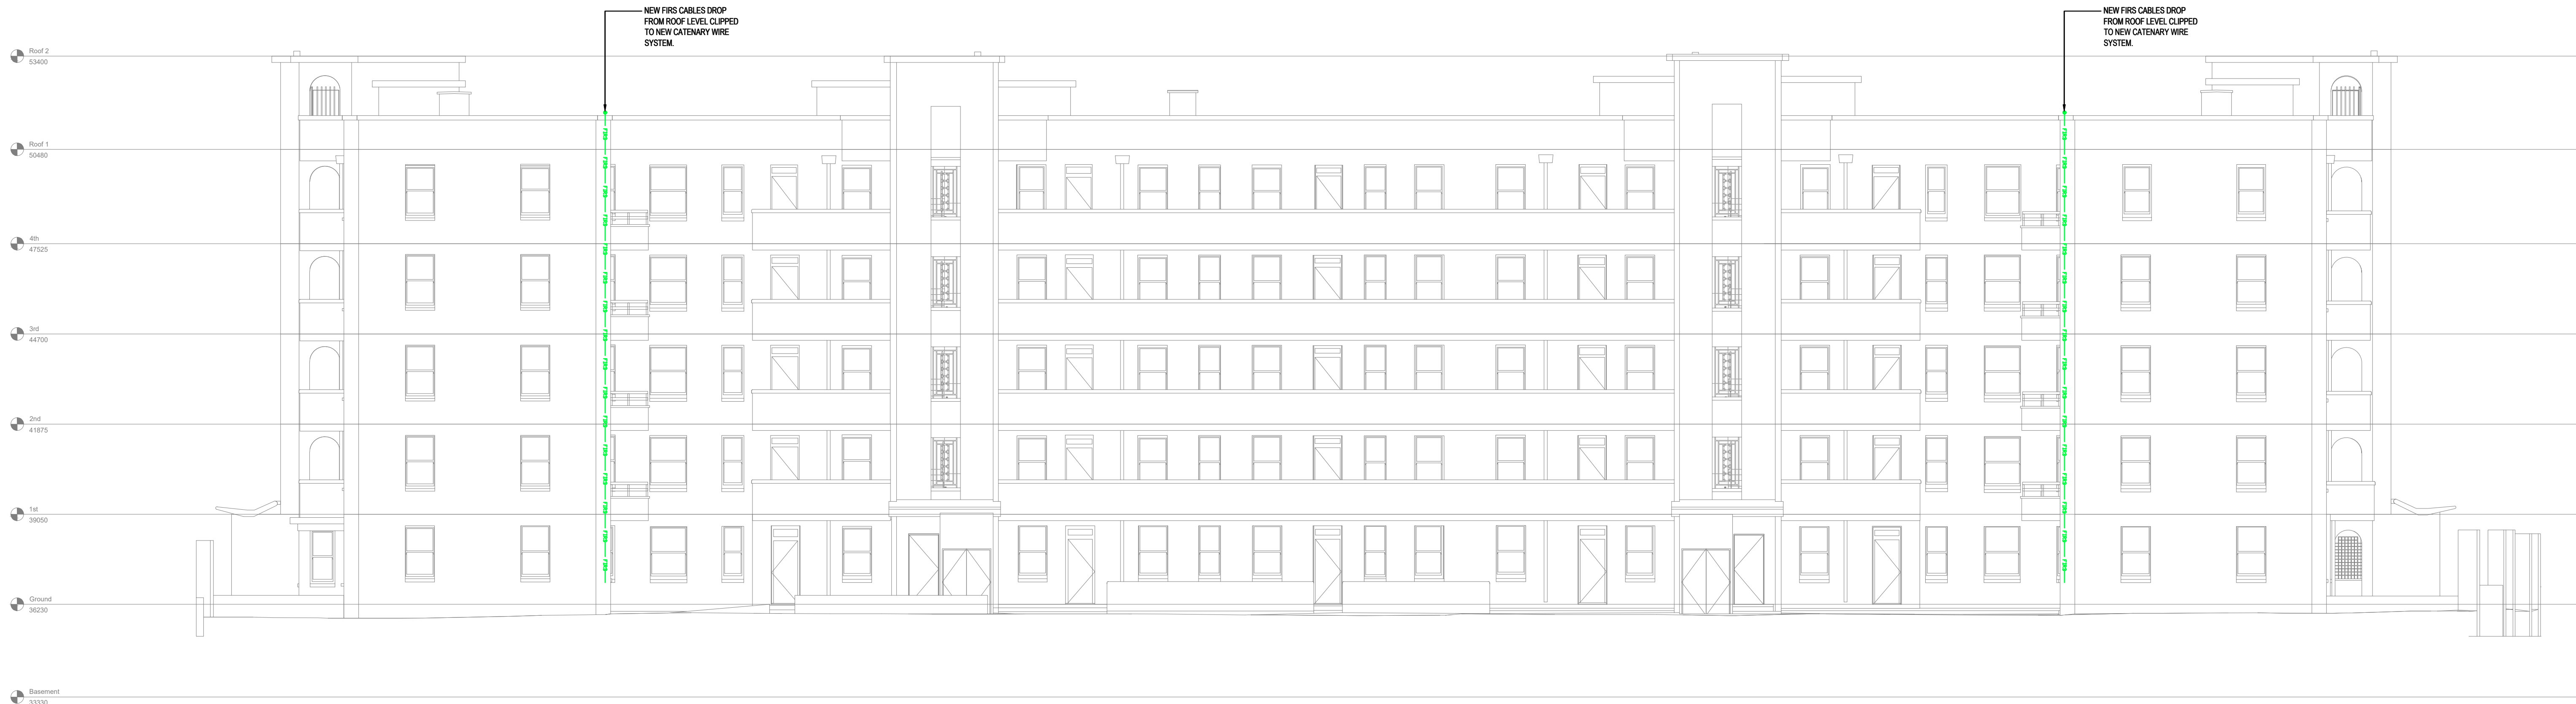 NEW FIRS CABLES DROP
FROM ROOF LEVEL CLIPPED
TO NEW CATENARY WIRE
SYSTEM.
NEW FIRS CABLES DROP
FROM ROOF LEVEL CLIPPED
TO NEW CATENARY WIRE
SYSTEM.
Roof 2
53400
Roof 1
50480
4th
47525
3rd
44700
2nd
41875
1st
39050
Ground
36230
Basement
33330